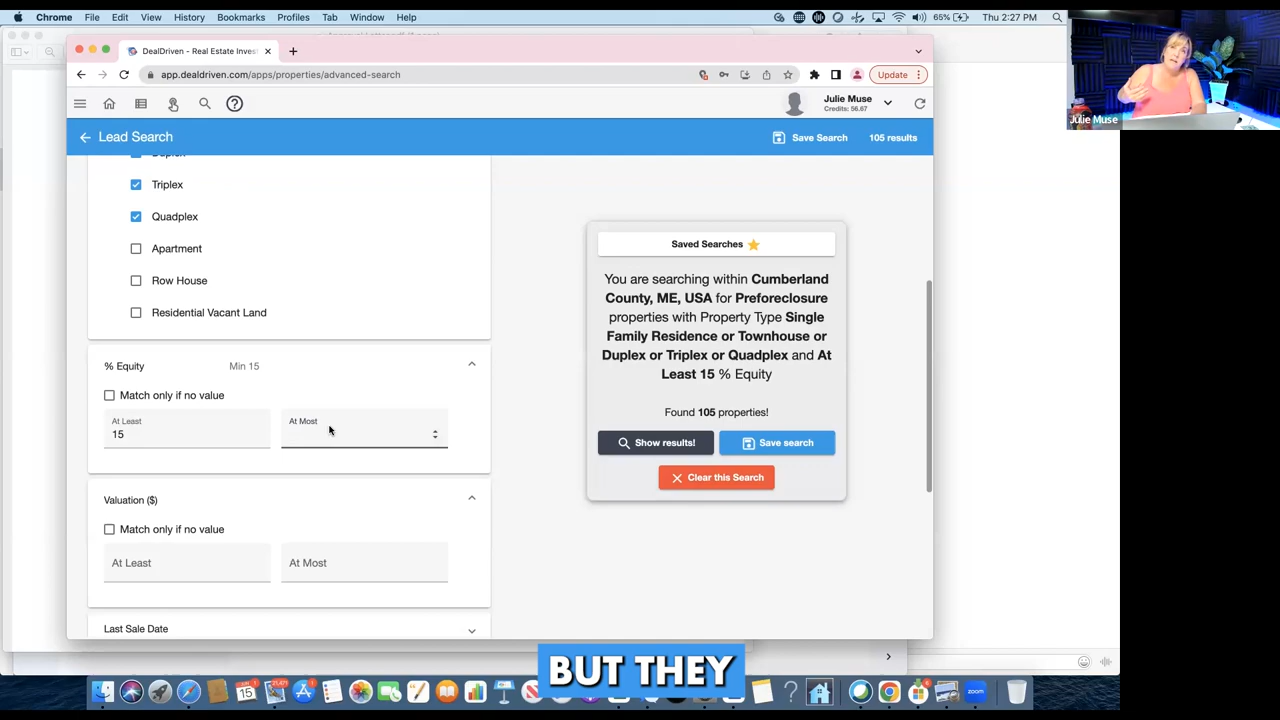 Chrome File Edit View History Bookmarks Profiles Tab Window Help
65% Thu 2:27 PM
DealDriven - Real Estate Inves
app.dealdriven.com/apps/properties/advanced-search
Update
Julie Muse
Credits: 56.67
Lead Search
Save Search
105 results
Duplex
Triplex
Quadplex
Apartment
Row House
Residential Vacant Land
% Equity
Min 15
Match only if no value
At Least
15
At Most
Valuation ($)
Match only if no value
At Least
At Most
Last Sale Date
Saved Searches
You are searching within Cumberland
County, ME, USA for Preforeclosure
properties with Property Type Single
Family Residence or Townhouse or
Duplex or Triplex or Quadplex and At
Least 15 % Equity
Found 105 properties!
Show results!
Save search
Clear this Search
Julie Muse
BUT THEY
zoom